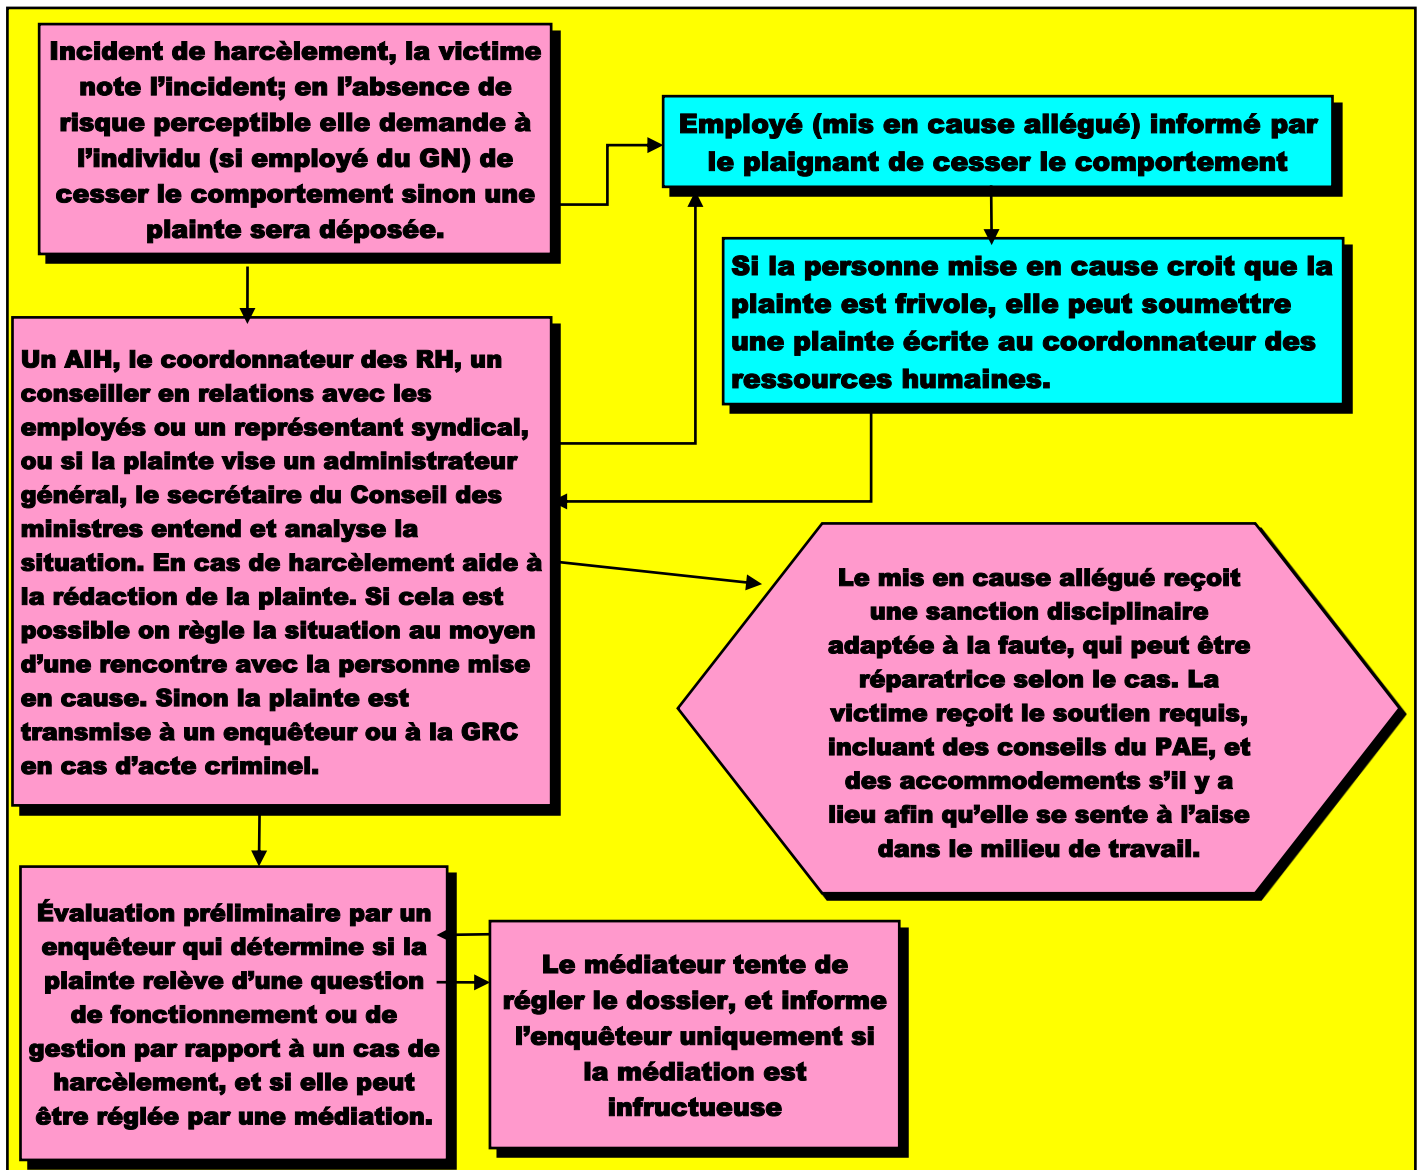 Incident de harcèlement, la victime
note l’incident; en l’absence de
risque perceptible elle demande à
l’individu (si employé du GN) de
cesser le comportement sinon une
plainte sera déposée.
Employé (mis en cause allégué) informé par
le plaignant de cesser le comportement
Si la personne mise en cause croit que la
plainte est frivole, elle peut soumettre
une plainte écrite au coordonnateur des
ressources humaines.
Un AIH, le coordonnateur des RH, un
conseiller en relations avec les
employés ou un représentant syndical,
ou si la plainte vise un administrateur
général, le secrétaire du Conseil des
ministres entend et analyse la
situation. En cas de harcèlement aide à
la rédaction de la plainte. Si cela est
possible on règle la situation au moyen
d’une rencontre avec la personne mise
en cause. Sinon la plainte est
transmise à un enquêteur ou à la GRC
en cas d’acte criminel.
Le mis en cause allégué reçoit
une sanction disciplinaire
adaptée à la faute, qui peut être
réparatrice selon le cas. La
victime reçoit le soutien requis,
incluant des conseils du PAE, et
des accommodements s’il y a
lieu afin qu’elle se sente à l’aise
dans le milieu de travail.
Évaluation préliminaire par un
enquêteur qui détermine si la
plainte relève d’une question
de fonctionnement ou de
gestion par rapport à un cas de
harcèlement, et si elle peut
être réglée par une médiation.
Le médiateur tente de
régler le dossier, et informe
l’enquêteur uniquement si
la médiation est
infructueuse